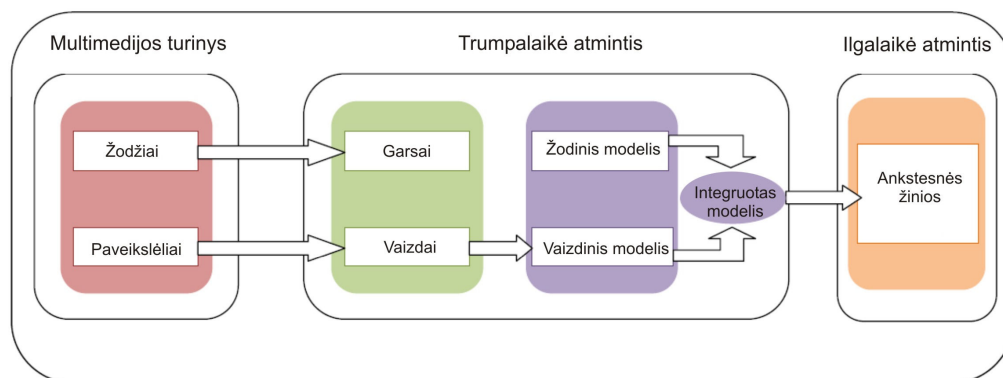 Multimedijos turinys
Trumpalaikė atmintis
Ilgalaikė atmintis
Žodžiai
Garsai
Žodinis modelis
Integruotas
modelis
Ankstesnės
žinios
Paveikslėliai
Vaizdai
Vaizdinis modelis